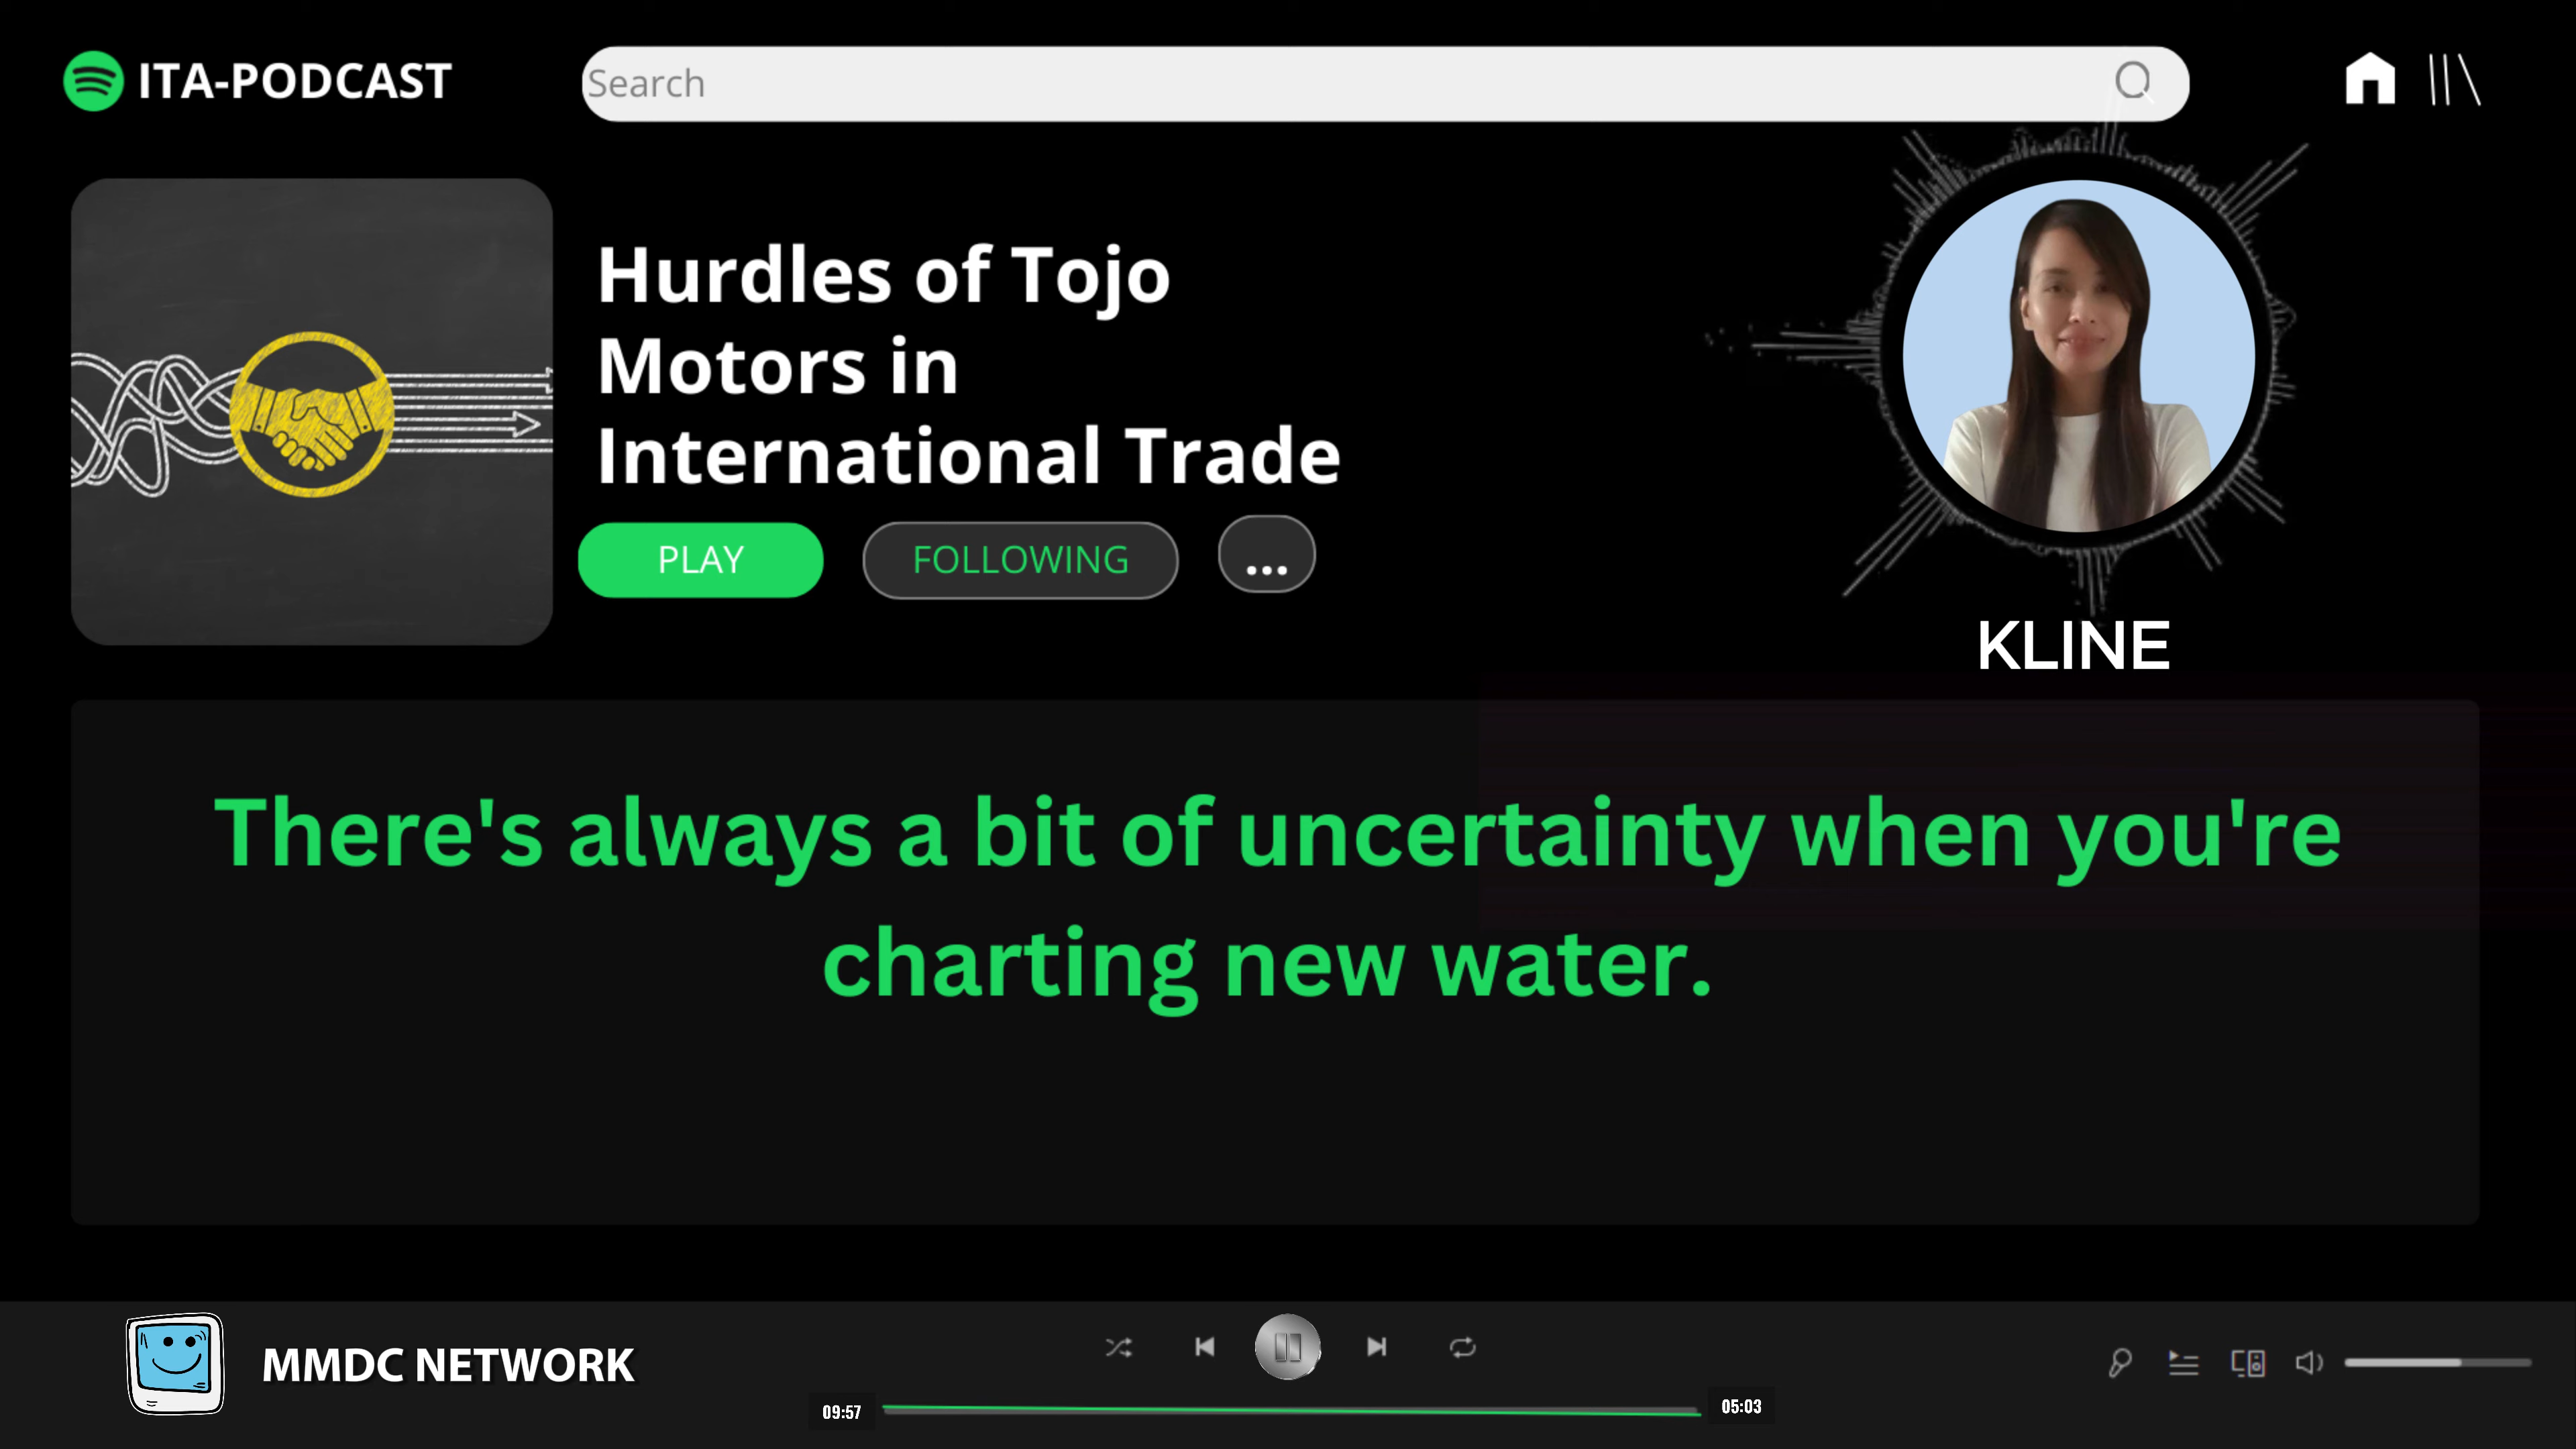 ITA-PODCAST
Search
Hurdles of Tojo
Motors in
International Trade
PLAY
FOLLOWING
...
KLINE
There's always a bit of uncertainty when you're
charting new water.
MMDC NETWORK
09:57
05:03